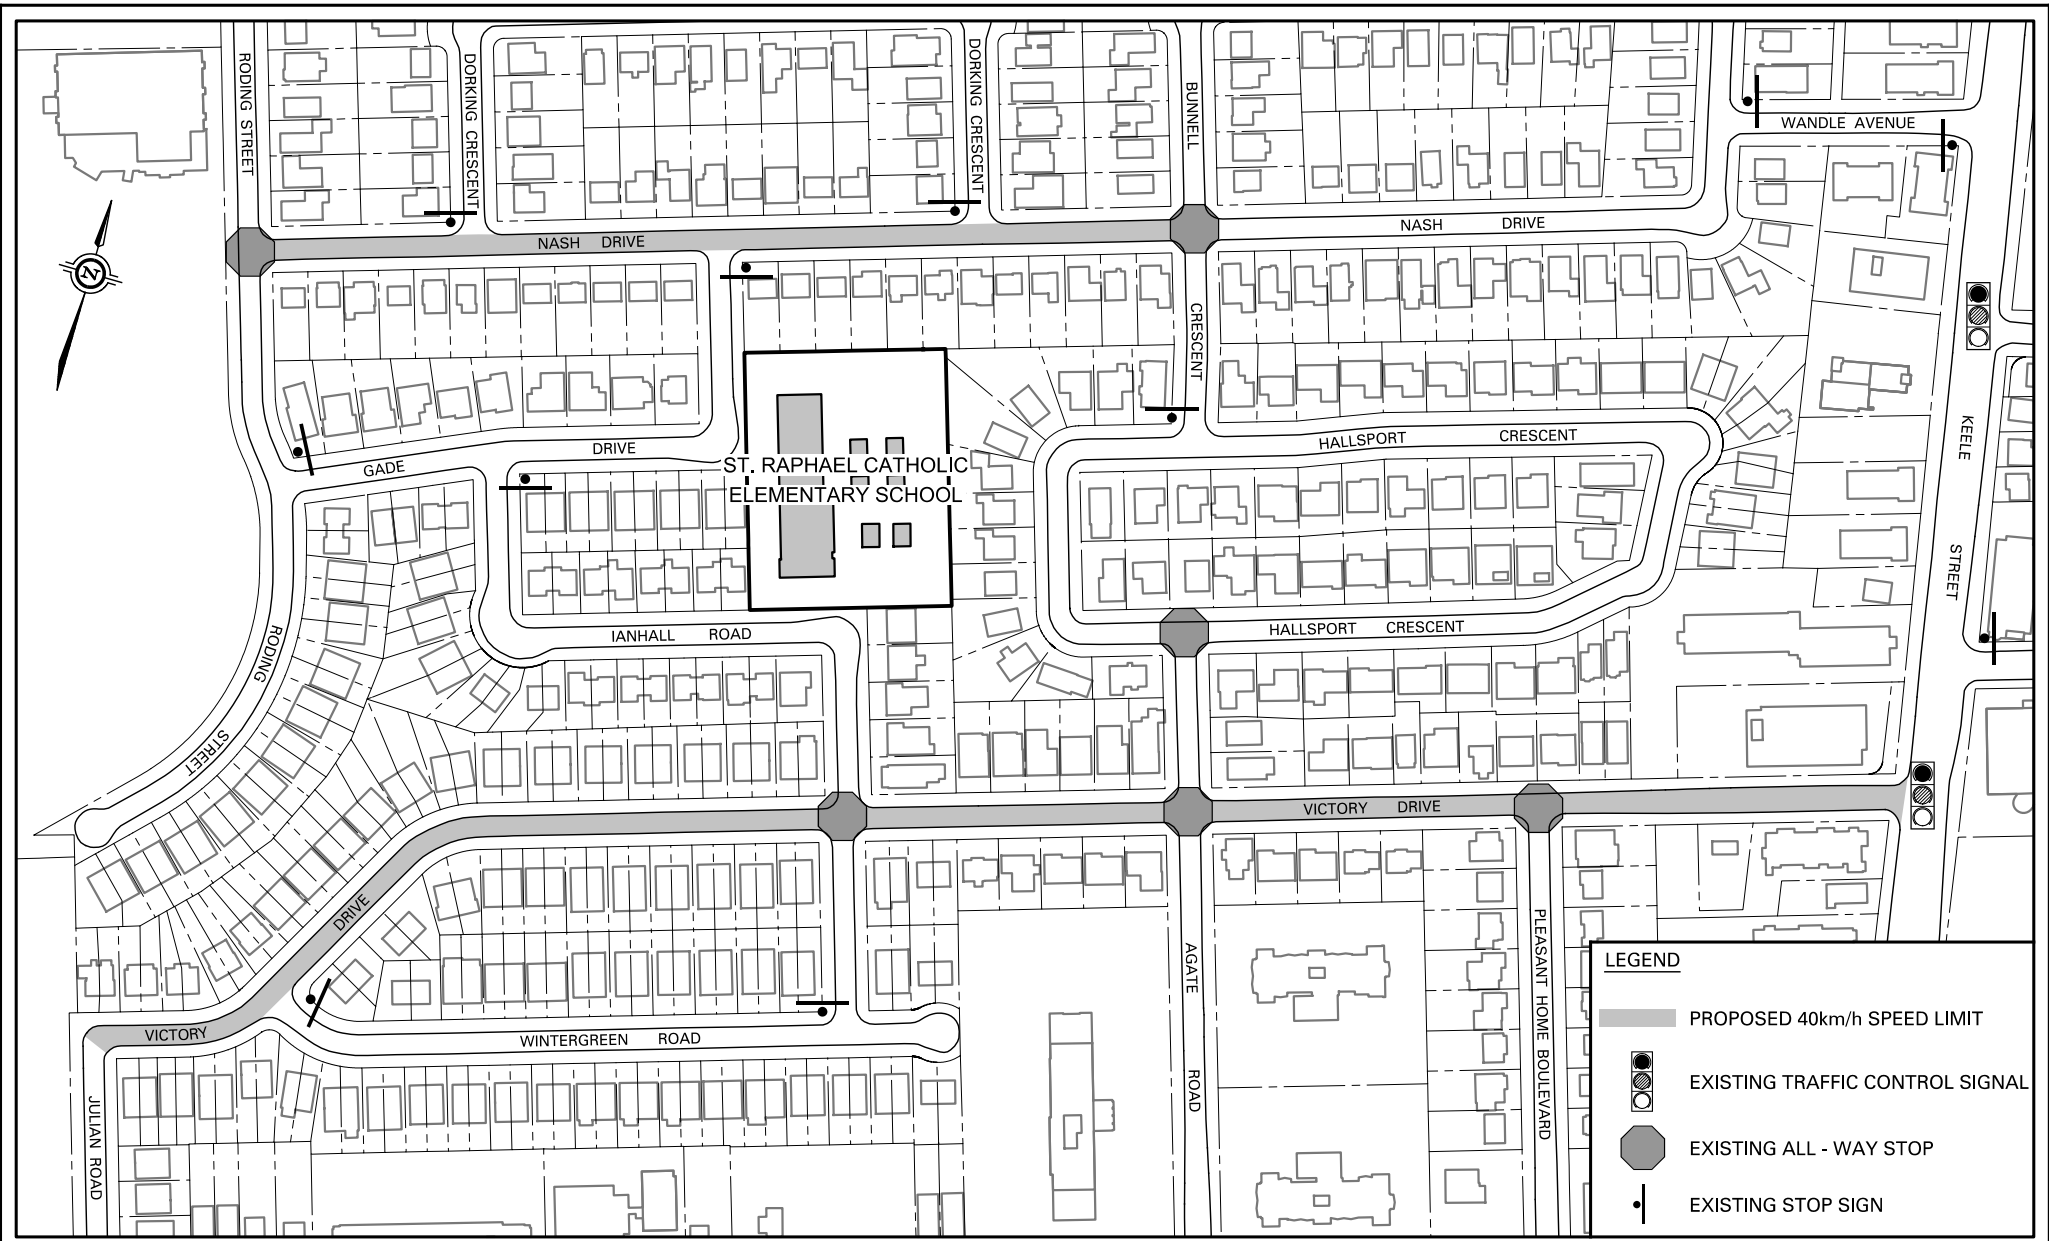 RODING STREET
DORKING CRESCENT
DORKING CRESCENT
BUNNELL
WANDLE AVENUE
NASH DRIVE
NASH DRIVE
N
CRESCENT
HALLSPORT CRESCENT
KEELE
STREET
GADE
DRIVE
ST. RAPHAEL CATHOLIC
ELEMENTARY SCHOOL
IANHALL ROAD
HALLSPORT CRESCENT
RODING
STREET
VICTORY DRIVE
DRIVE
VICTORY
WINTERGREEN ROAD
JULIAN ROAD
AGATE
ROAD
PLEASANT HOME BOULEVARD
LEGEND
PROPOSED 40km/h SPEED LIMIT
EXISTING TRAFFIC CONTROL SIGNAL
EXISTING ALL - WAY STOP
EXISTING STOP SIGN